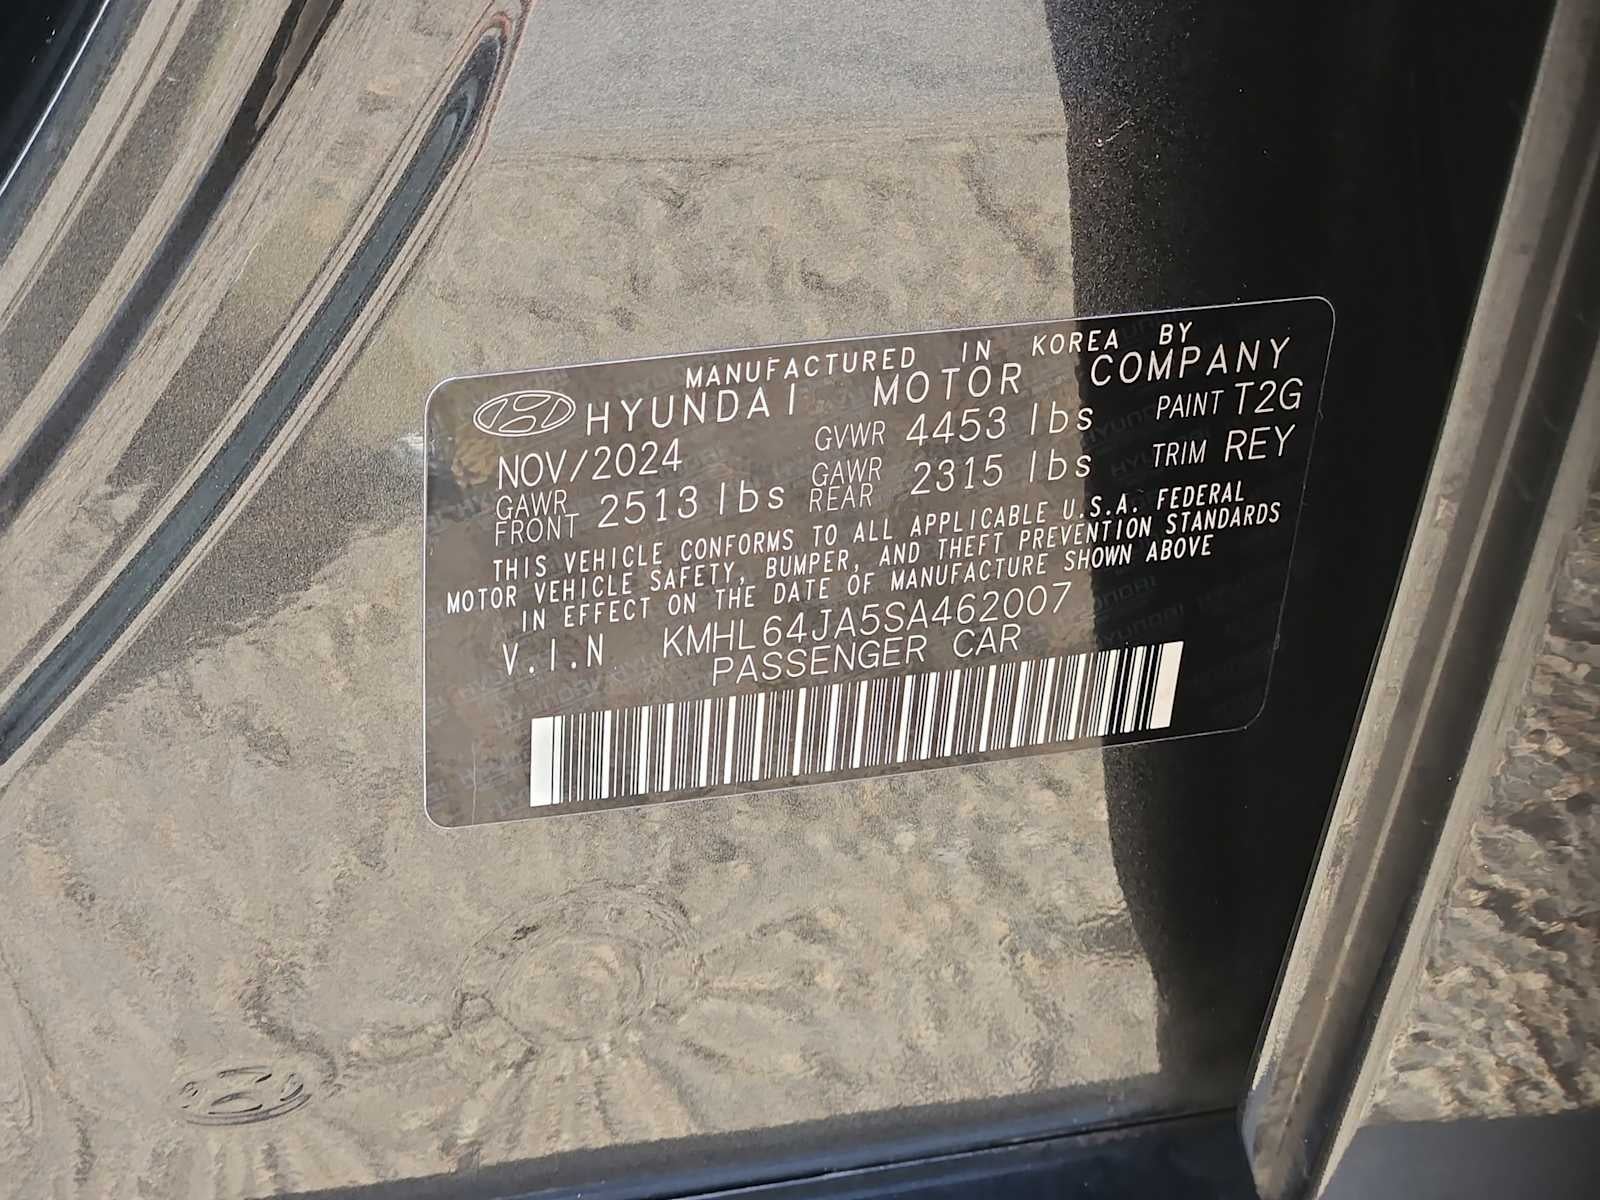 MANUFACTURED IN KOREA BY
HYUNDAI MOTOR COMPANY
NOV/2024 GVWR 4453 lbs PAINT T2G
GAWR FRONT 2513 lbs GAWR REAR 2315 lbs TRIM REY
THIS VEHICLE CONFORMS TO ALL APPLICABLE U.S.A. FEDERAL
MOTOR VEHICLE SAFETY, BUMPER, AND THEFT PREVENTION STANDARDS
IN EFFECT ON THE DATE OF MANUFACTURE SHOWN ABOVE
V.I.N KMHL64JA5SA462007
PASSENGER CAR